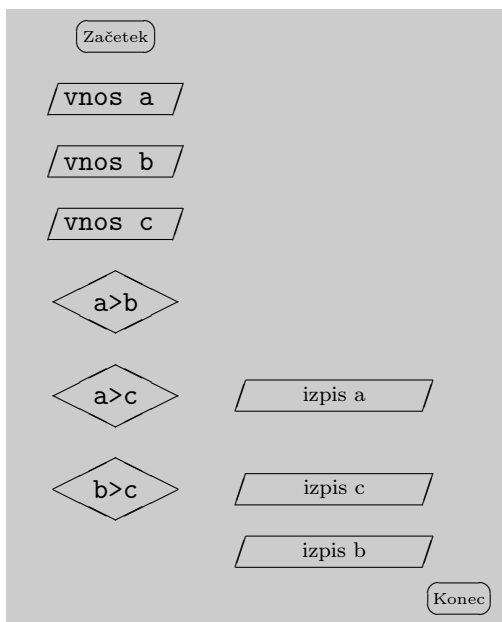 Začetek
vnos a
vnos b
vnos c
a>b
a>c
izpis a
b>c
izpis c
izpis b
Konec